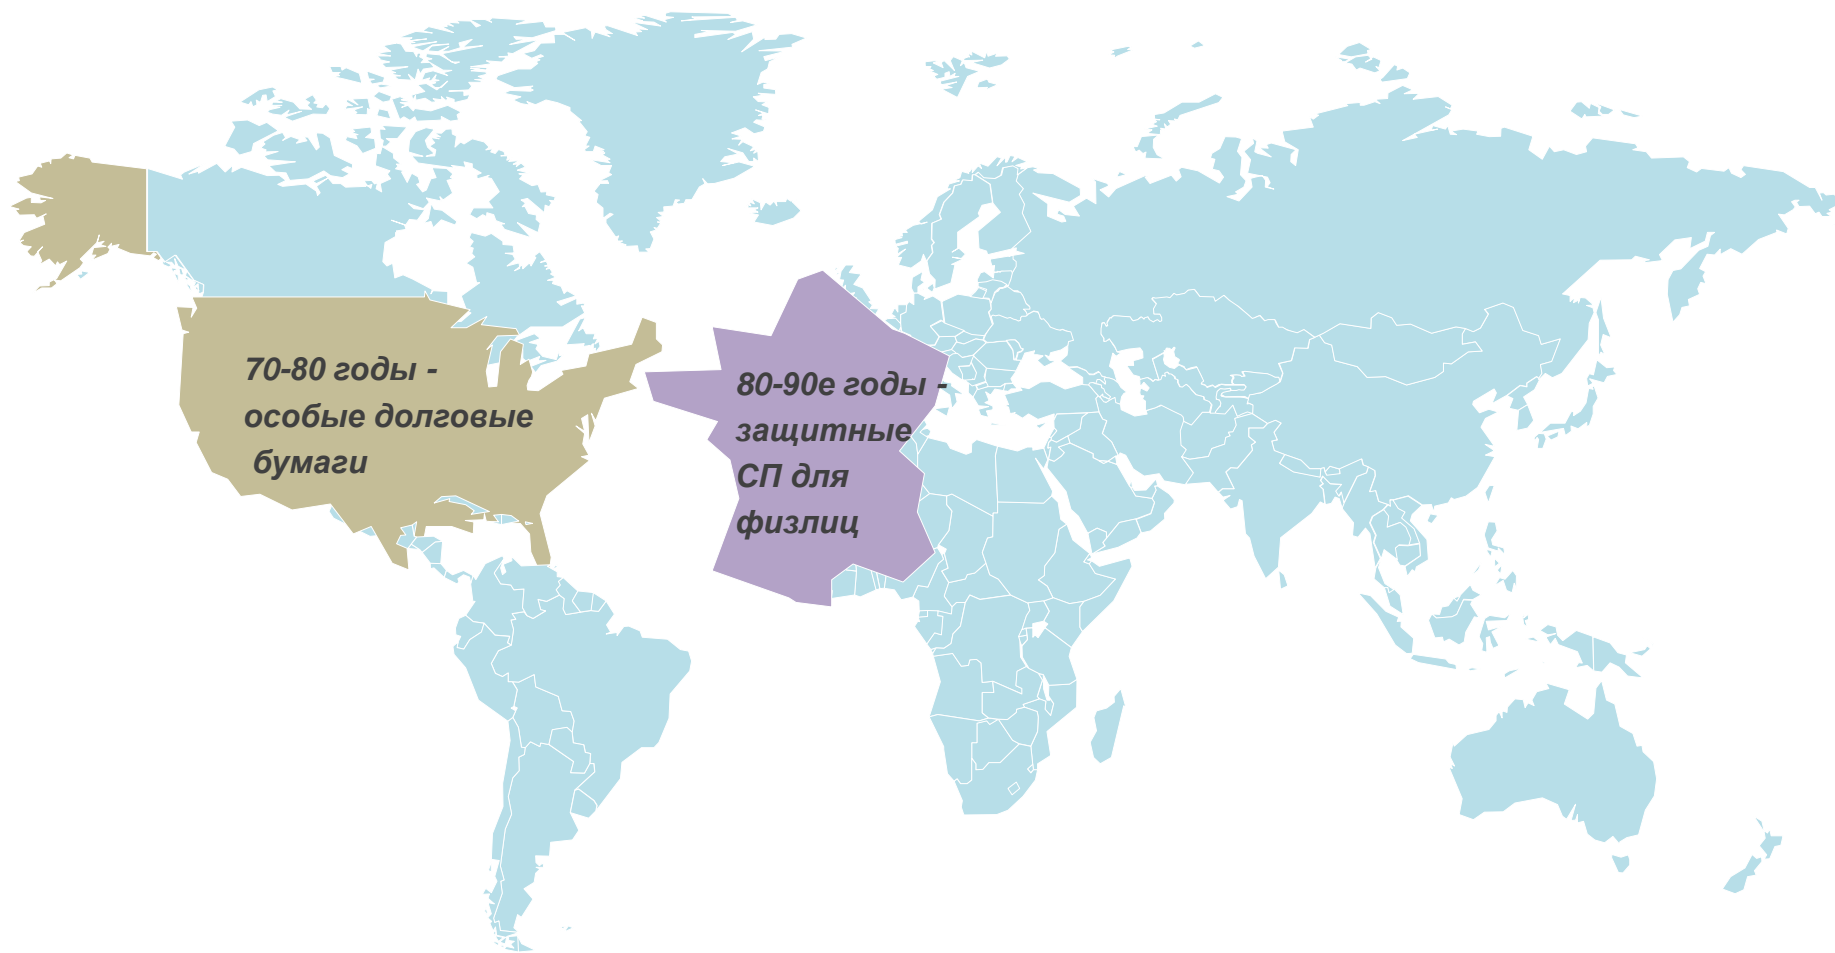 70-80 годы -
особые долговые
бумаги
80-90е годы -
защитные
СП для
физлиц